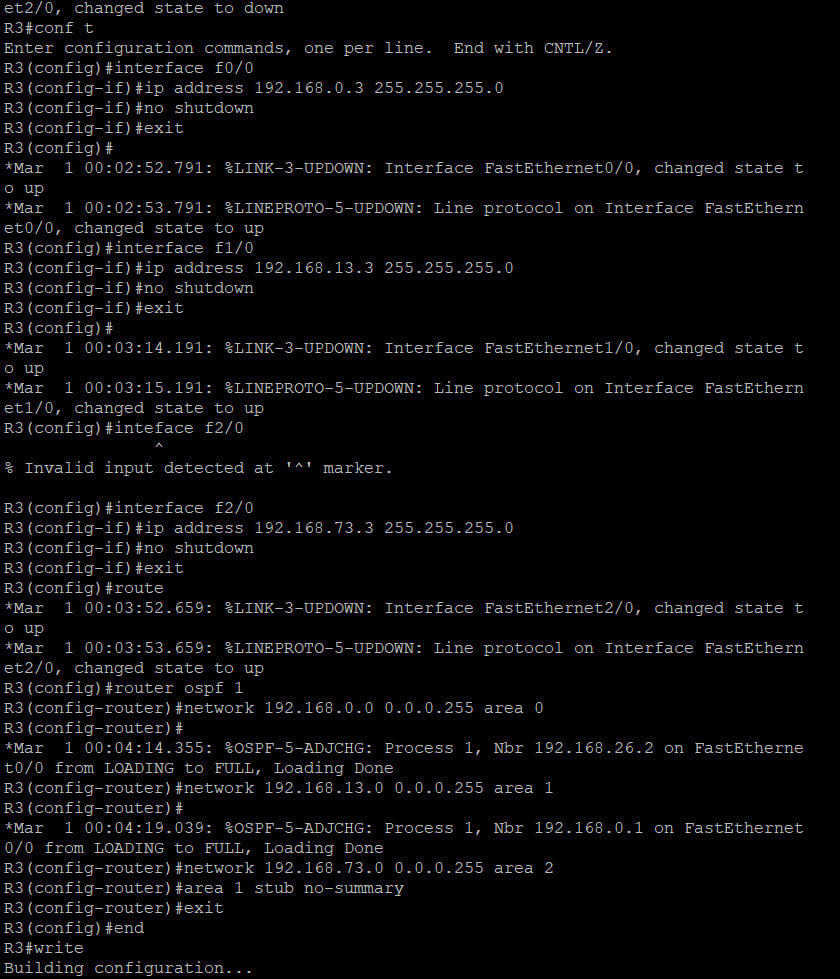 et2/0, changed state to down
R3#conf t
Enter configuration commands, one per line.  End with CNTL/Z.
R3(config)#interface f0/0
R3(config-if)#ip address 192.168.0.3 255.255.255.0
R3(config-if)#no shutdown
R3(config-if)#exit
R3(config)#
*Mar  1 00:02:52.791: %LINK-3-UPDOWN: Interface FastEthernet0/0, changed state t
o up
*Mar  1 00:02:53.791: %LINEPROTO-5-UPDOWN: Line protocol on Interface FastEthern
et0/0, changed state to up
R3(config)#interface f1/0
R3(config-if)#ip address 192.168.13.3 255.255.255.0
R3(config-if)#no shutdown
R3(config-if)#exit
R3(config)#
*Mar  1 00:03:14.191: %LINK-3-UPDOWN: Interface FastEthernet1/0, changed state t
o up
*Mar  1 00:03:15.191: %LINEPROTO-5-UPDOWN: Line protocol on Interface FastEthern
et1/0, changed state to up
R3(config)#inteface f2/0
               ^
% Invalid input detected at '^' marker.

R3(config)#interface f2/0
R3(config-if)#ip address 192.168.73.3 255.255.255.0
R3(config-if)#no shutdown
R3(config-if)#exit
R3(config)#route
*Mar  1 00:03:52.659: %LINK-3-UPDOWN: Interface FastEthernet2/0, changed state t
o up
*Mar  1 00:03:53.659: %LINEPROTO-5-UPDOWN: Line protocol on Interface FastEthern
et2/0, changed state to up
R3(config)#router ospf 1
R3(config-router)#network 192.168.0.0 0.0.0.255 area 0
R3(config-router)#
*Mar  1 00:04:14.355: %OSPF-5-ADJCHG: Process 1, Nbr 192.168.26.2 on FastEtherne
t0/0 from LOADING to FULL, Loading Done
R3(config-router)#network 192.168.13.0 0.0.0.255 area 1
R3(config-router)#
*Mar  1 00:04:19.039: %OSPF-5-ADJCHG: Process 1, Nbr 192.168.0.1 on FastEthernet
0/0 from LOADING to FULL, Loading Done
R3(config-router)#network 192.168.73.0 0.0.0.255 area 2
R3(config-router)#area 1 stub no-summary
R3(config-router)#exit
R3(config)#end
R3#write
Building configuration...